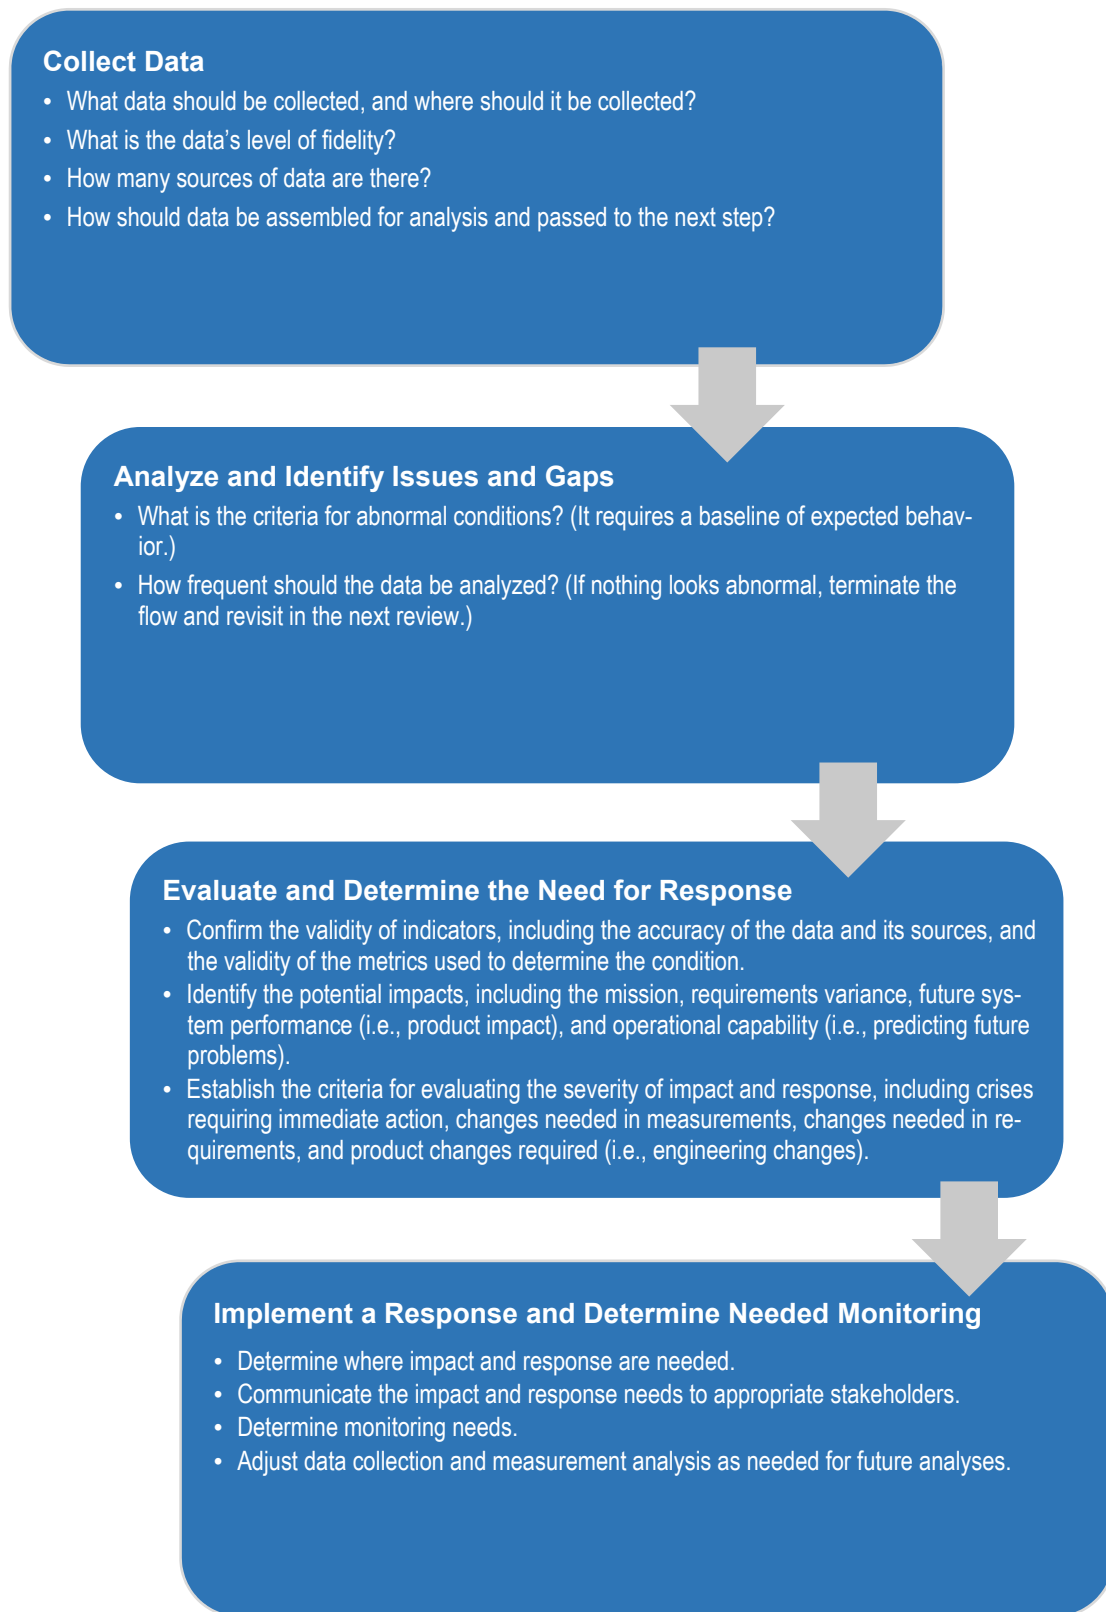 Collect Data
• What data should be collected, and where should it be collected?
• What is the data’s level of fidelity?
• How many sources of data are there?
• How should data be assembled for analysis and passed to the next step?
Analyze and Identify Issues and Gaps
• What is the criteria for abnormal conditions? (It requires a baseline of expected behav-
ior.)
• How frequent should the data be analyzed? (If nothing looks abnormal, terminate the
flow and revisit in the next review.)
Evaluate and Determine the Need for Response
• Confirm the validity of indicators, including the accuracy of the data and its sources, and
the validity of the metrics used to determine the condition.
• Identify the potential impacts, including the mission, requirements variance, future sys-
tem performance (i.e., product impact), and operational capability (i.e., predicting future
problems).
• Establish the criteria for evaluating the severity of impact and response, including crises
requiring immediate action, changes needed in measurements, changes needed in re-
quirements, and product changes required (i.e., engineering changes).
Implement a Response and Determine Needed Monitoring
• Determine where impact and response are needed.
• Communicate the impact and response needs to appropriate stakeholders.
• Determine monitoring needs.
• Adjust data collection and measurement analysis as needed for future analyses.